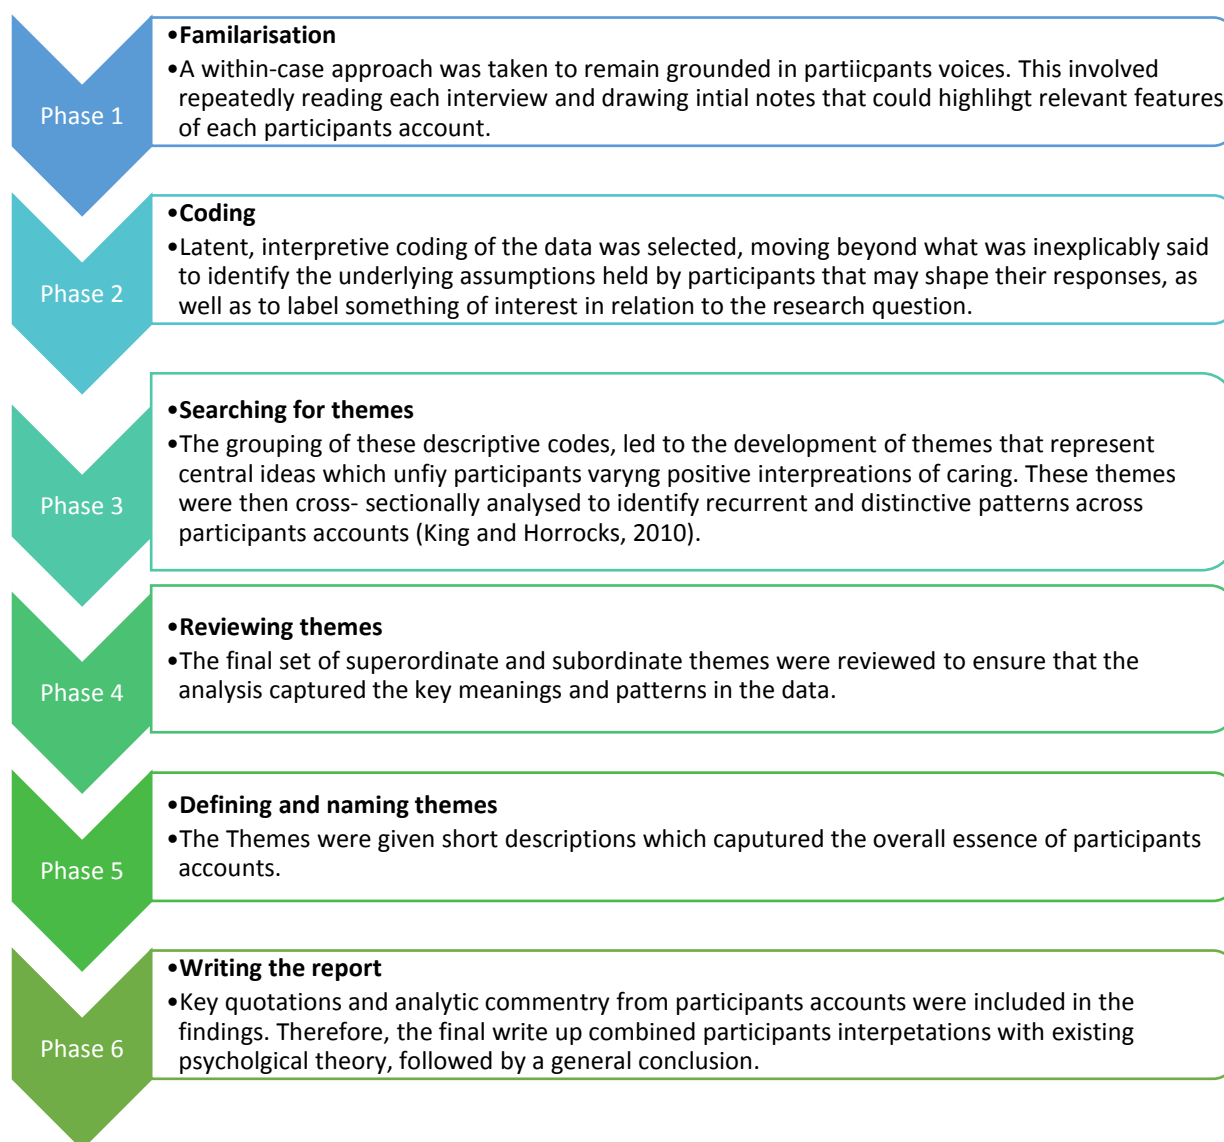 Phase 1
•Familarisation
•A within-case approach was taken to remain grounded in partiicpants voices. This involved
repeatedly reading each interview and drawing intial notes that could highlihgt relevant features
of each participants account.
Phase 2
•Coding
•Latent, interpretive coding of the data was selected, moving beyond what was inexplicably said
to identify the underlying assumptions held by participants that may shape their responses, as
well as to label something of interest in relation to the research question.
Phase 3
•Searching for themes
•The grouping of these descriptive codes, led to the development of themes that represent
central ideas which unfiy participants varyng positive interpreations of caring. These themes
were then cross- sectionally analysed to identify recurrent and distinctive patterns across
participants accounts (King and Horrocks, 2010).
Phase 4
•Reviewing themes
•The final set of superordinate and subordinate themes were reviewed to ensure that the
analysis captured the key meanings and patterns in the data.
Phase 5
•Defining and naming themes
•The Themes were given short descriptions which caputured the overall essence of participants
accounts.
Phase 6
•Writing the report
•Key quotations and analytic commentry from participants accounts were included in the
findings. Therefore, the final write up combined participants interpetations with existing
psycholgical theory, followed by a general conclusion.